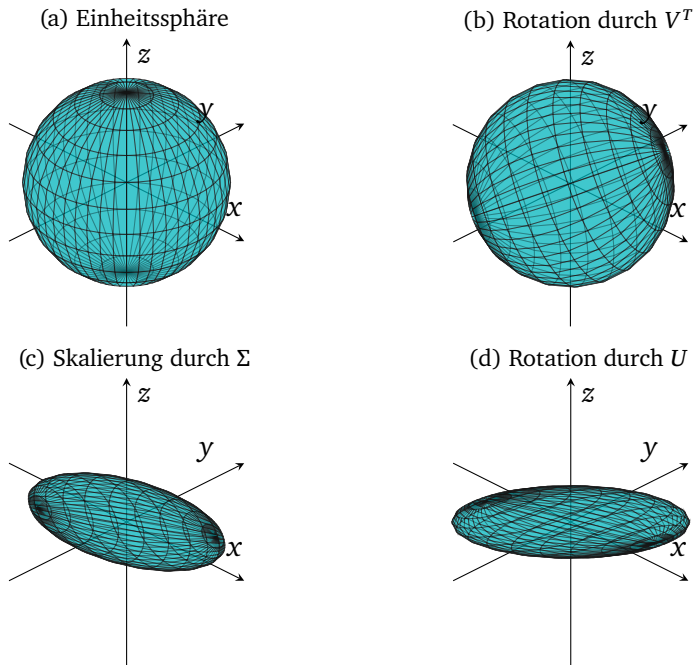 (a) Einheitssphäre
z
y
x
(b) Rotation durch V^T
z
y
x
(c) Skalierung durch Σ
z
y
x
(d) Rotation durch U
z
y
x